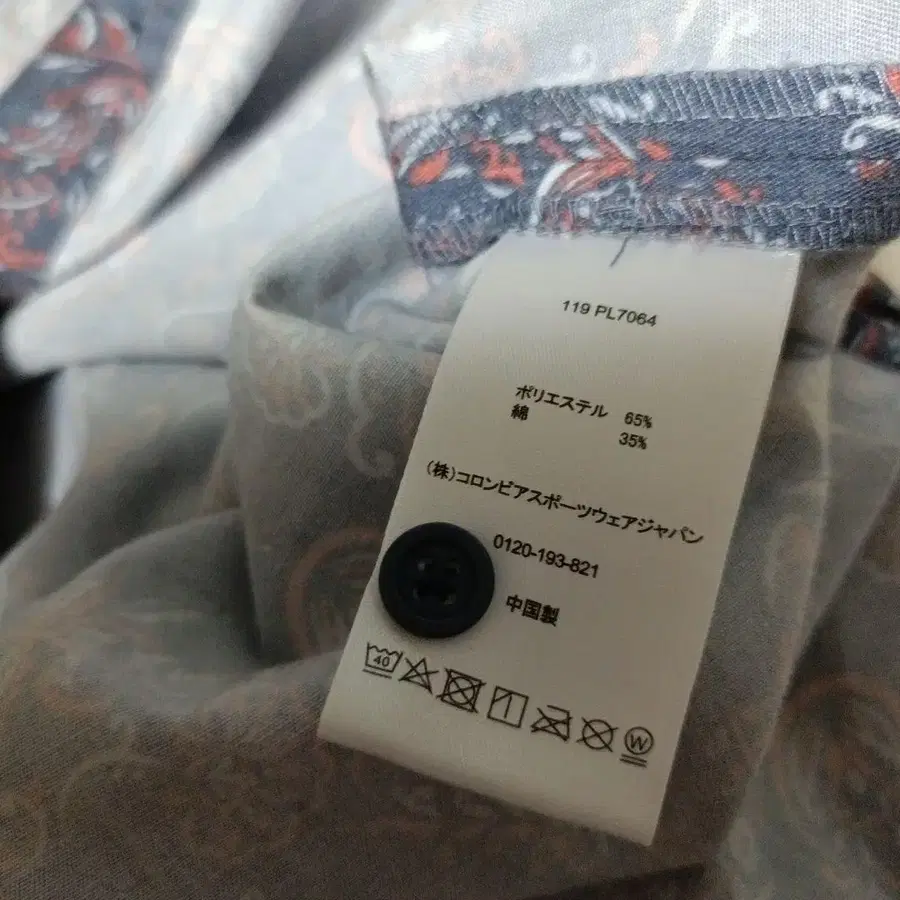 119 PL7064
ポリエステル 65%
綿 35%
(株)コロンビアスポーツウェアジャパン
0120-193-821
中国製
40
W